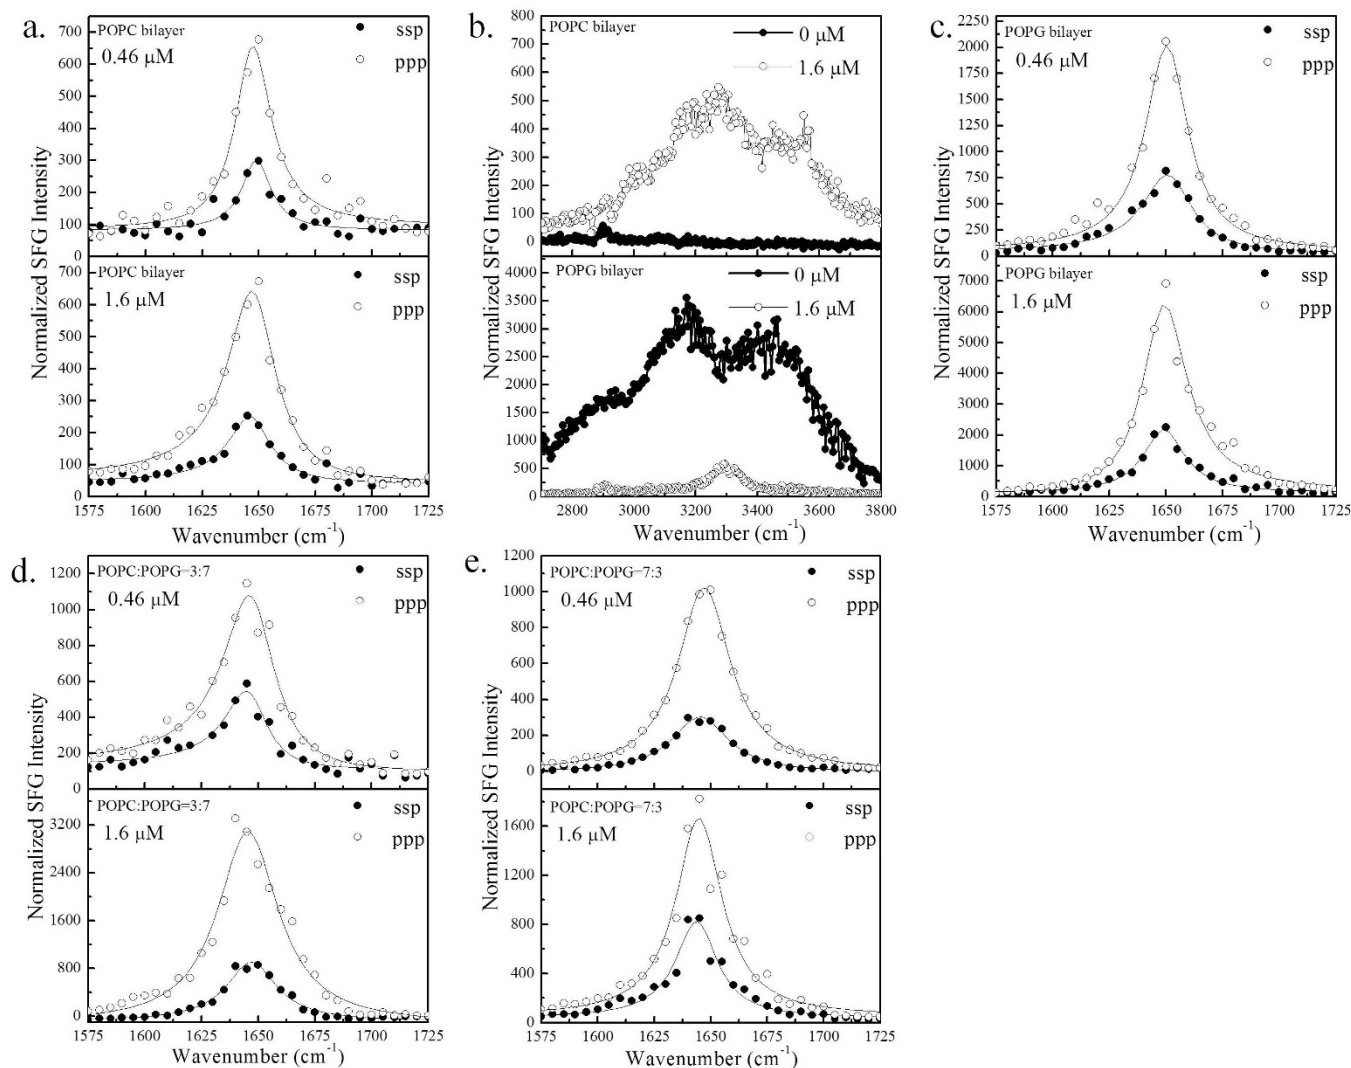 a.
POPC bilayer
0.46 μM
ssp
ppp
700
600
500
400
300
200
100
0
POPC bilayer
1.6 μM
ssp
ppp
700
600
500
400
300
200
100
0
1575 1600 1625 1650 1675 1700 1725
Wavenumber (cm-1)
Normalized SFG Intensity
b.
POPC bilayer
0 μM
1.6 μM
800
700
600
500
400
300
200
100
0
POPG bilayer
0 μM
1.6 μM
4000
3500
3000
2500
2000
1500
1000
500
0
2800 3000 3200 3400 3600 3800
Wavenumber (cm-1)
Normalized SFG Intensity
c.
POPG bilayer
0.46 μM
ssp
ppp
2250
2000
1750
1500
1250
1000
750
500
250
0
POPG bilayer
1.6 μM
ssp
ppp
7000
6000
5000
4000
3000
2000
1000
0
1575 1600 1625 1650 1675 1700 1725
Wavenumber (cm-1)
Normalized SFG Intensity
d.
POPC:POPG=3:7
0.46 μM
ssp
ppp
1200
1000
800
600
400
200
0
POPC:POPG=3:7
1.6 μM
ssp
ppp
3200
2400
1600
800
0
1575 1600 1625 1650 1675 1700 1725
Wavenumber (cm-1)
Normalized SFG Intensity
e.
POPC:POPG=7:3
0.46 μM
ssp
ppp
1200
1000
800
600
400
200
0
POPC:POPG=7:3
1.6 μM
ssp
ppp
1600
1200
800
400
0
1575 1600 1625 1650 1675 1700 1725
Wavenumber (cm-1)
Normalized SFG Intensity